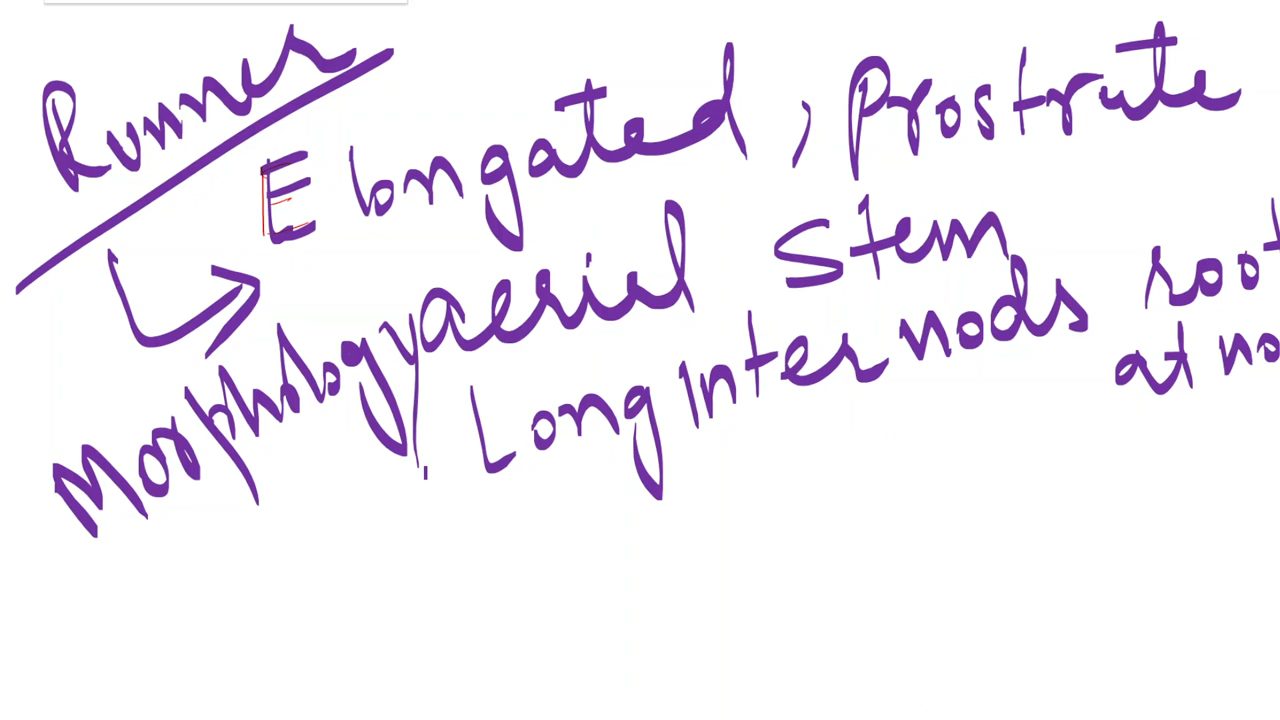 Runner
Elongated, Prostrate
aerial Stem
Morphology Long internods root
at no